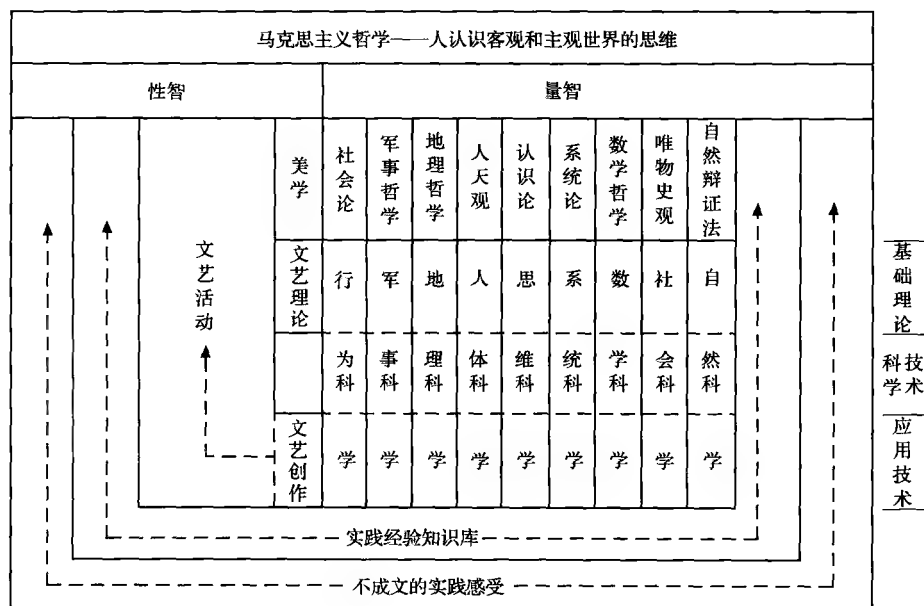 马克思主义哲学——人认识客观和主观世界的思维
性智
量智
文艺活动
美学
社会论
军事哲学
地理哲学
人天观
认识论
系统论
数学哲学
唯物史观
自然辩证法
文艺理论
文艺创作
行为科学
军事科学
地理科学
人体科学
思维科学
系统科学
数学科学
社会科学
自然科学
基础理论
技术科学
应用技术
实践经验知识库
不成文的实践感受